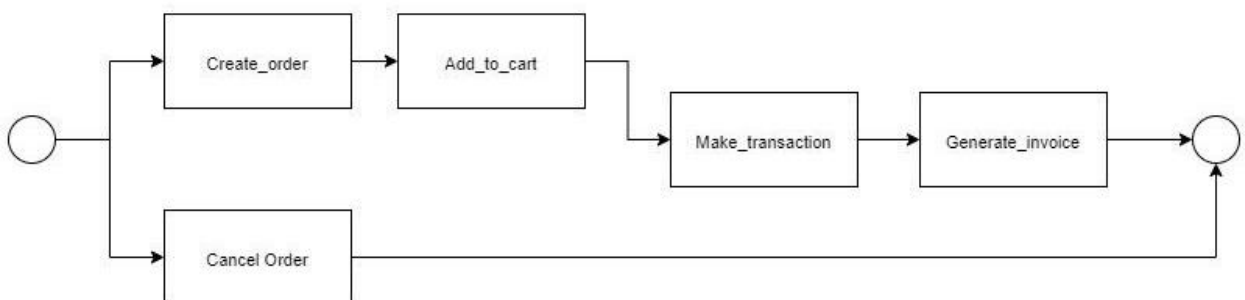 Create_order
Add_to_cart
Make_transaction
Generate_invoice
Cancel Order